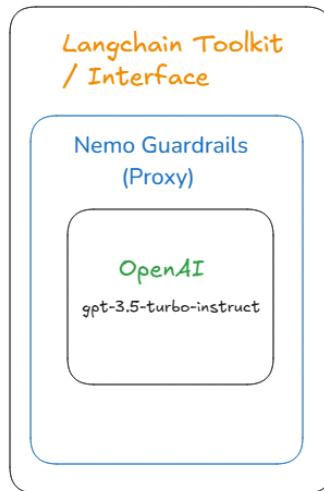 Langchain Toolkit
/ Interface
Nemo Guardrails
(Proxy)
OpenAI
gpt-3.5-turbo-instruct